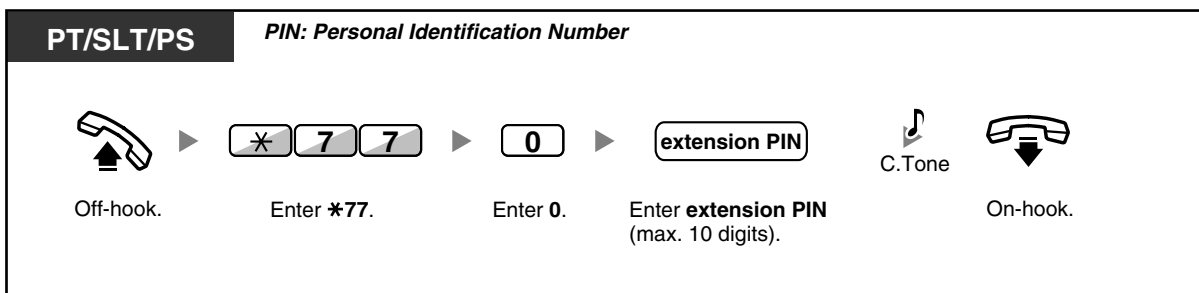 PT/SLT/PS
PIN: Personal Identification Number
✳ 7 7
0
extension PIN
C.Tone
Off-hook.
Enter ✳77.
Enter 0.
Enter extension PIN
(max. 10 digits).
On-hook.